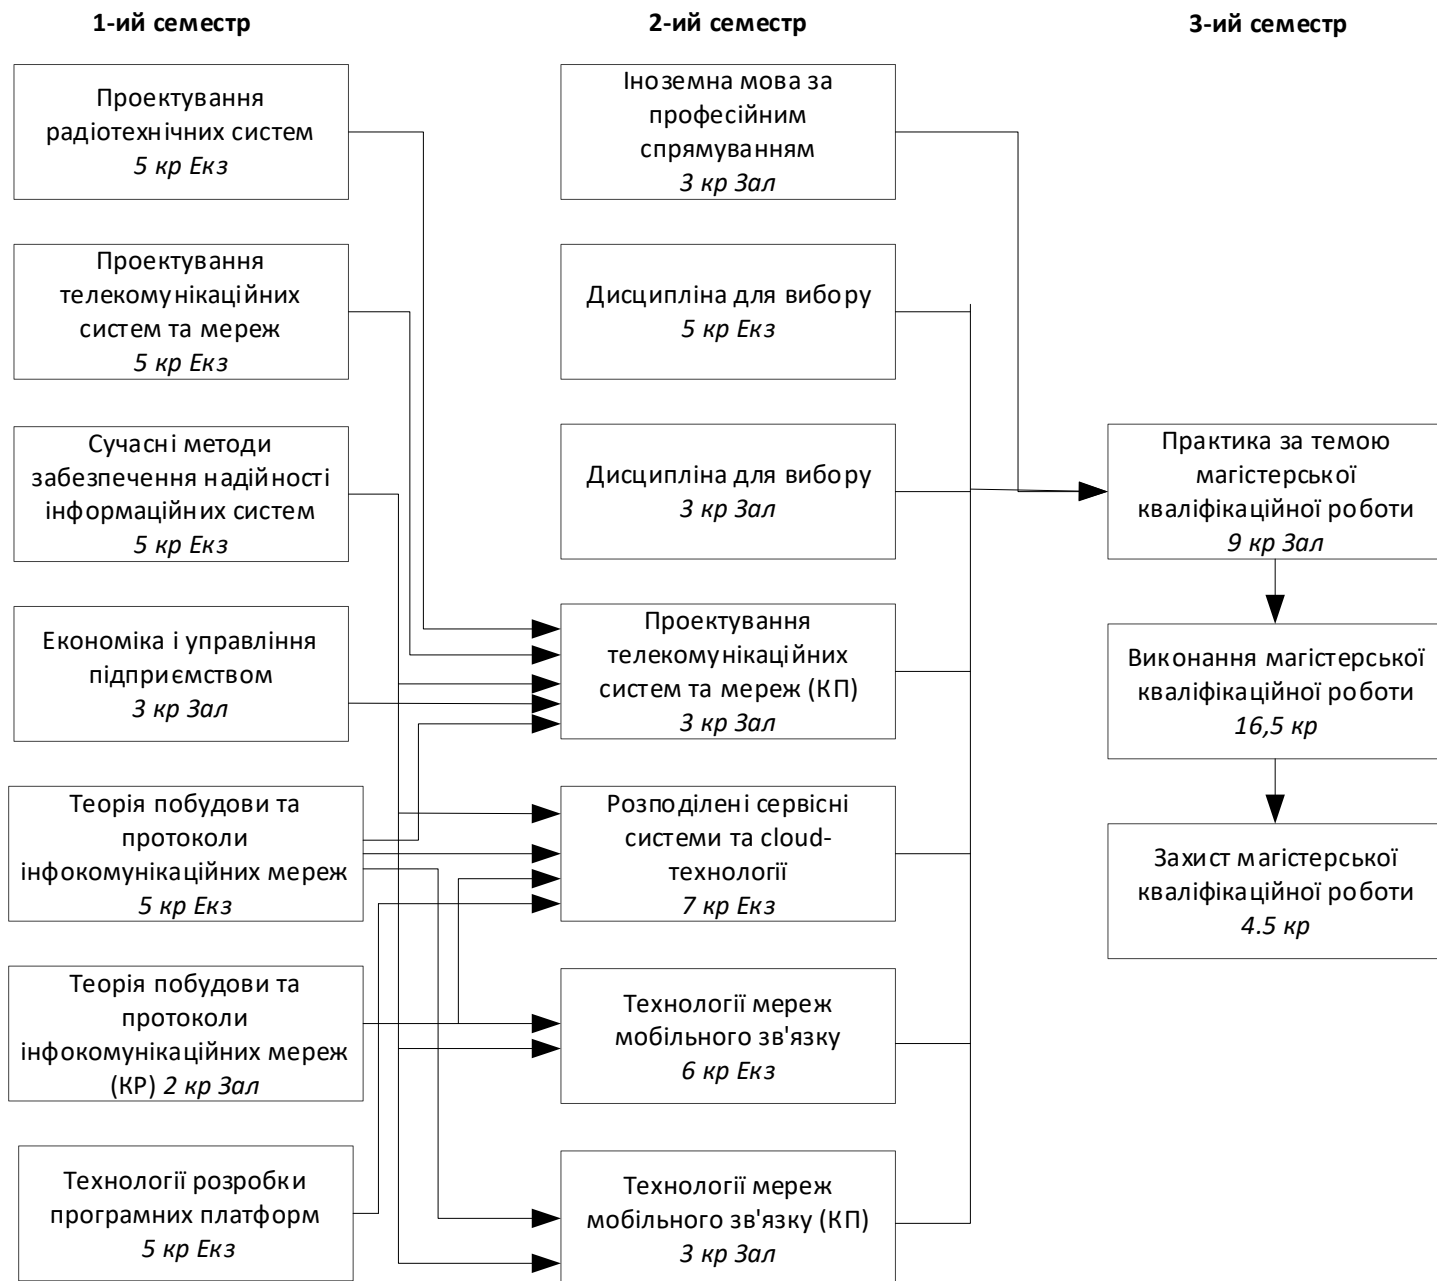 1-ий семестр
Проектування
радіотехнічних систем
5 кр Екз
Проектування
телекомунікаційних
систем та мереж
5 кр Екз
Сучасні методи
забезпечення надійності
інформаційних систем
5 кр Екз
Економіка і управління
підприємством
3 кр Зал
Теорія побудови та
протоколи
інфокомунікаційних мереж
5 кр Екз
Теорія побудови та
протоколи
інфокомунікаційних мереж
(КР) 2 кр Зал
Технології розробки
програмних платформ
5 кр Екз
2-ий семестр
Іноземна мова за
професійним
спрямуванням
3 кр Зал
Дисципліна для вибору
5 кр Екз
Дисципліна для вибору
3 кр Зал
Проектування
телекомунікаційних
систем та мереж (КП)
3 кр Зал
Розподілені сервісні
системи та cloud-
технології
7 кр Екз
Технології мереж
мобільного зв'язку
6 кр Екз
Технології мереж
мобільного зв'язку (КП)
3 кр Зал
3-ий семестр
Практика за темою
магістерської
кваліфікаційної роботи
9 кр Зал
Виконання магістерської
кваліфікаційної роботи
16,5 кр
Захист магістерської
кваліфікаційної роботи
4.5 кр